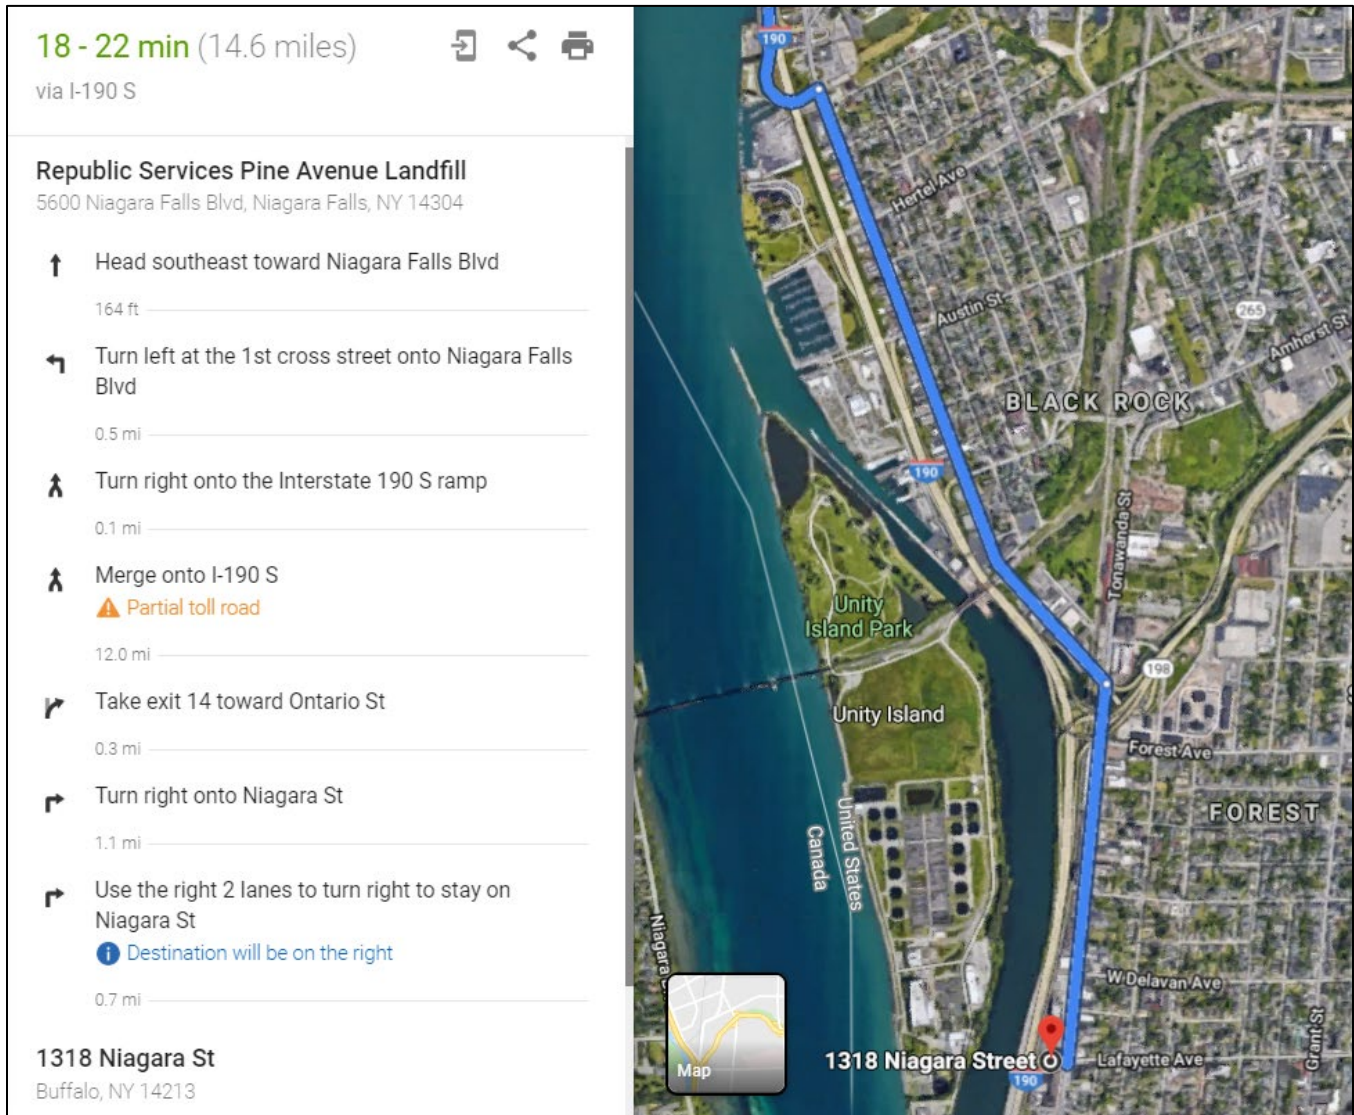 18 - 22 min (14.6 miles)
via I-190 S
Republic Services Pine Avenue Landfill
5600 Niagara Falls Blvd, Niagara Falls, NY 14304
Head southeast toward Niagara Falls Blvd
164 ft
Turn left at the 1st cross street onto Niagara Falls
Blvd
0.5 mi
Turn right onto the Interstate 190 S ramp
0.1 mi
Merge onto I-190 S
Partial toll road
12.0 mi
Take exit 14 toward Ontario St
0.3 mi
Turn right onto Niagara St
1.1 mi
Use the right 2 lanes to turn right to stay on
Niagara St
Destination will be on the right
0.7 mi
1318 Niagara St
Buffalo, NY 14213
190
Hertel Ave
Austin St
265
Amherst St
BLACK ROCK
190
Tonawanda St
Unity
Island Park
198
Unity Island
Forest Ave
FOREST
United States
Canada
Niagara
W Delavan Ave
Grant St
1318 Niagara Street
Lafayette Ave
190
Map